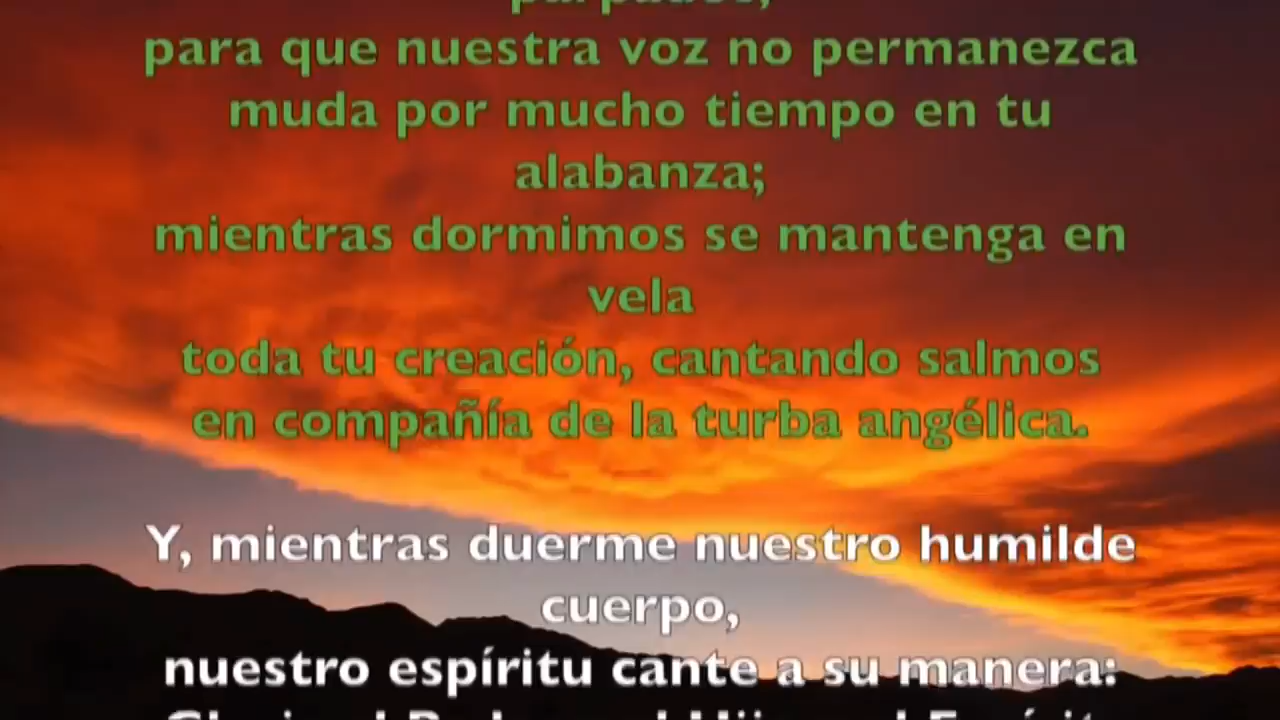 para que nuestra voz no permanezca
muda por mucho tiempo en tu
alabanza;
mientras dormimos se mantenga en
vela
toda tu creación, cantando salmos
en compañía de la turba angélica.
Y, mientras duerme nuestro humilde
cuerpo,
nuestro espíritu cante a su manera: